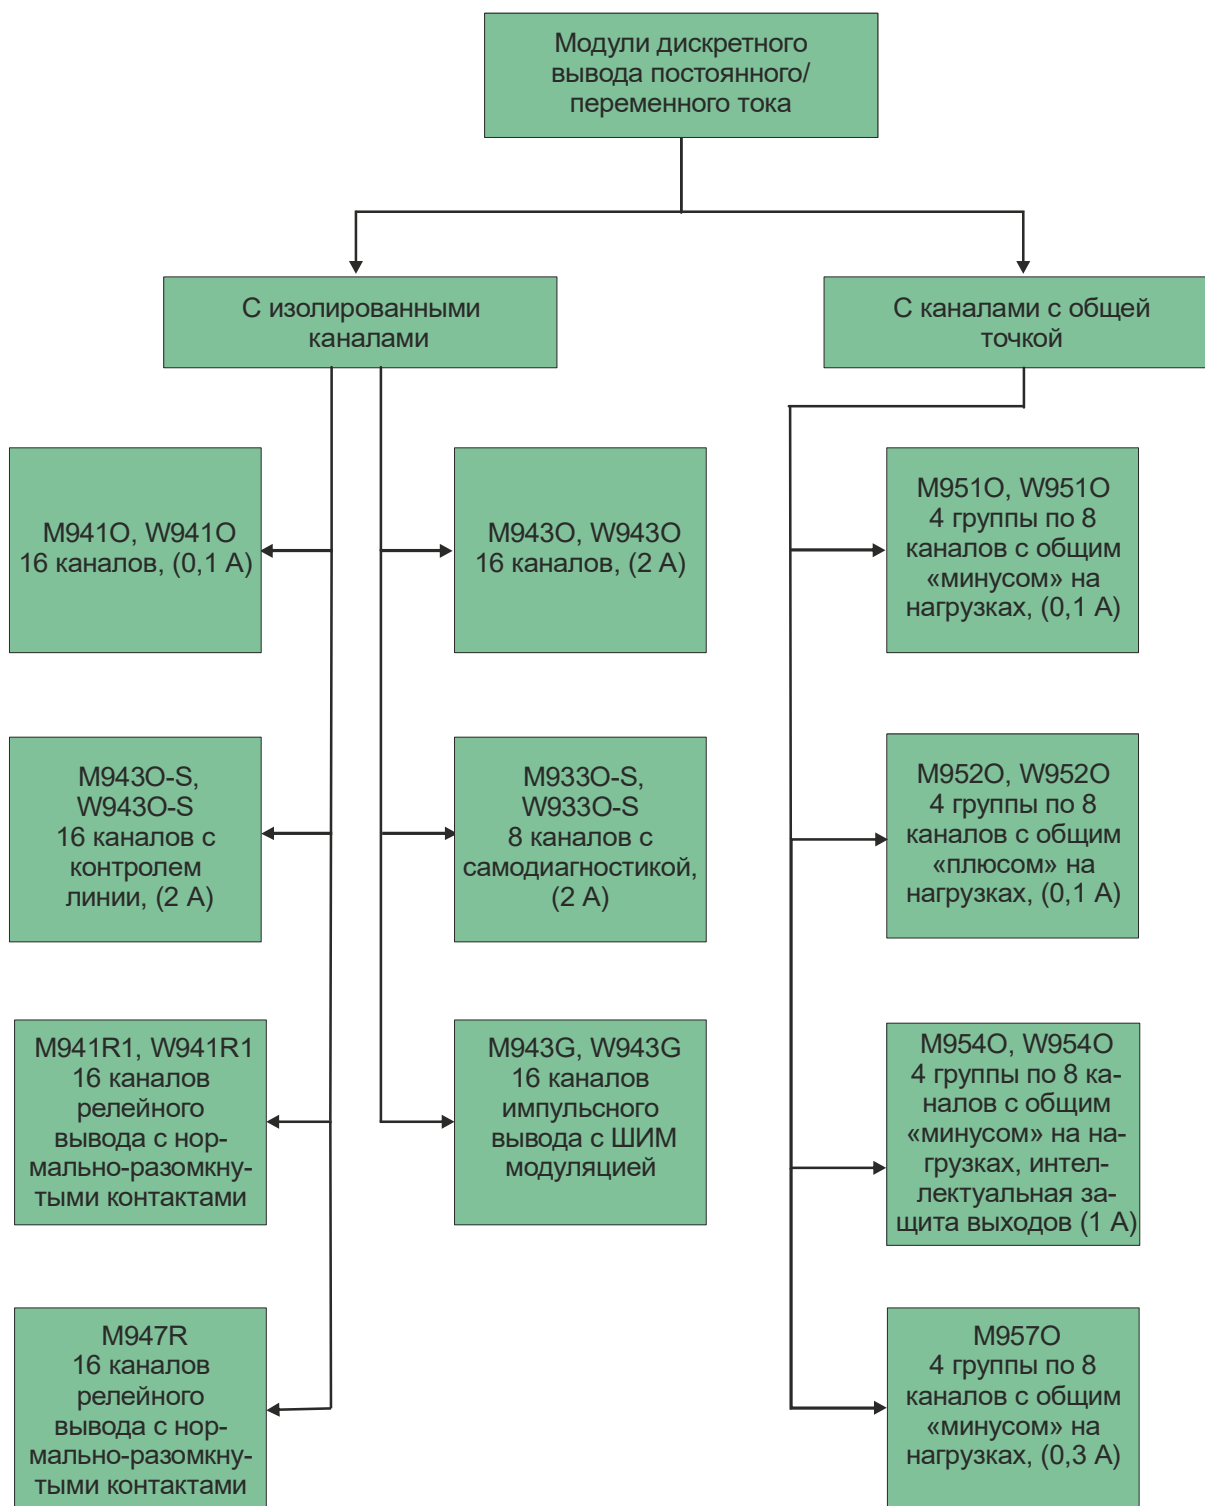 Модули дискретного
вывода постоянного/
переменного тока
С изолированными
каналами
С каналами с общей
точкой
M941O, W941O
16 каналов, (0,1 А)
M943O, W943O
16 каналов, (2 А)
M951O, W951O
4 группы по 8
каналов с общим
«минусом» на
нагрузках, (0,1 А)
M943O-S,
W943O-S
16 каналов с
контролем
линии, (2 А)
M933O-S,
W933O-S
8 каналов с
самодиагностикой,
(2 А)
M952O, W952O
4 группы по 8
каналов с общим
«плюсом» на
нагрузках, (0,1 А)
M941R1, W941R1
16 каналов
релейного
вывода с нор-
мально-разомкну-
тыми контактами
M943G, W943G
16 каналов
импульсного
вывода с ШИМ
модуляцией
M954O, W954O
4 группы по 8 ка-
налов с общим
«минусом» на на-
грузках, интел-
лектуальная за-
щита выходов (1 А)
M947R
16 каналов
релейного
вывода с нор-
мально-разомкну-
тыми контактами
M957O
4 группы по 8
каналов с общим
«минусом» на
нагрузках, (0,3 А)